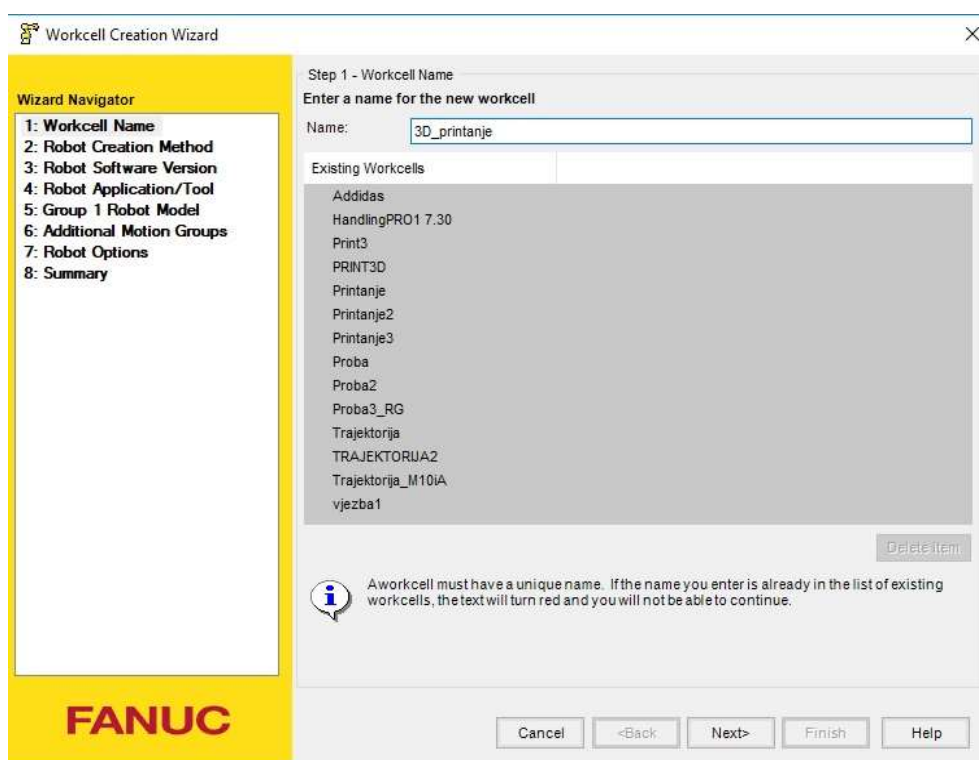 Workcell Creation Wizard
Wizard Navigator
1: Workcell Name
2: Robot Creation Method
3: Robot Software Version
4: Robot Application/Tool
5: Group 1 Robot Model
6: Additional Motion Groups
7: Robot Options
8: Summary
FANUC
Step 1 - Workcell Name
Enter a name for the new workcell
Name: 3D_printanje
Existing Workcells
Addidas
HandlingPRO1 7.30
Print3
PRINT3D
Printanje
Printanje2
Printanje3
Proba
Proba2
Proba3_RG
Trajektorija
TRAJEKTORIJA2
Trajektorija_M10iA
vjezba1
Delete Item
A workcell must have a unique name. If the name you enter is already in the list of existing
workcells, the text will turn red and you will not be able to continue.
Cancel <Back Next> Finish Help